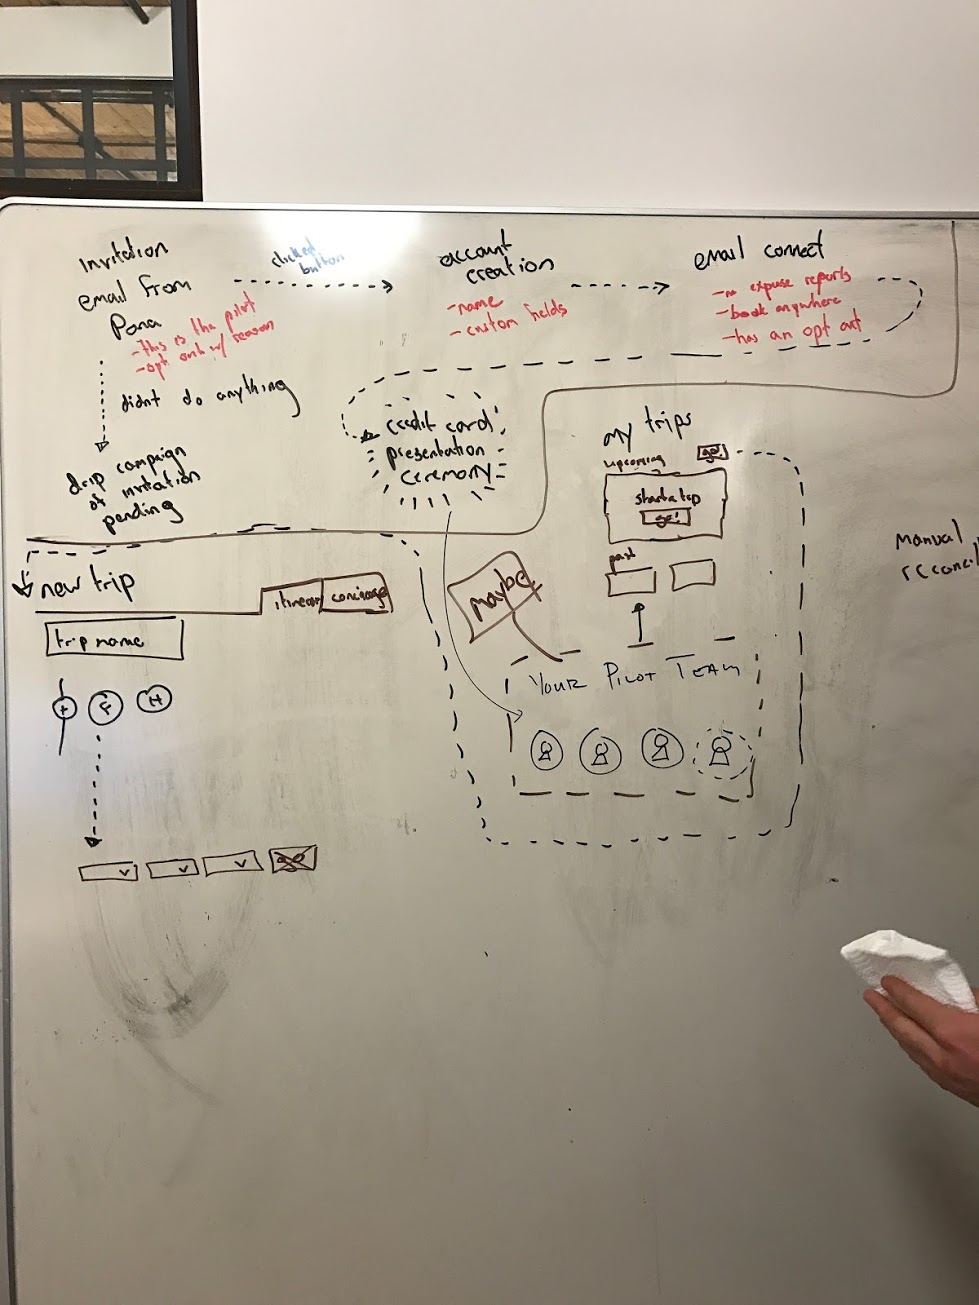 Invitation
email from
Pana
- this is the pilot
- opt out w/ reason
clicked
button
account
creation
- name
- custom fields
email connect
- no expense reports
- book anywhere
- has an opt out
didnt do anything
drip campaign
of invitation
pending
credit card
presentation
ceremony
my trips
upcoming
go!
start a trip
go!
past
manual
new trip
itinerary
concierge
trip name
F
H
maybe
YOUR PILOT TEAM